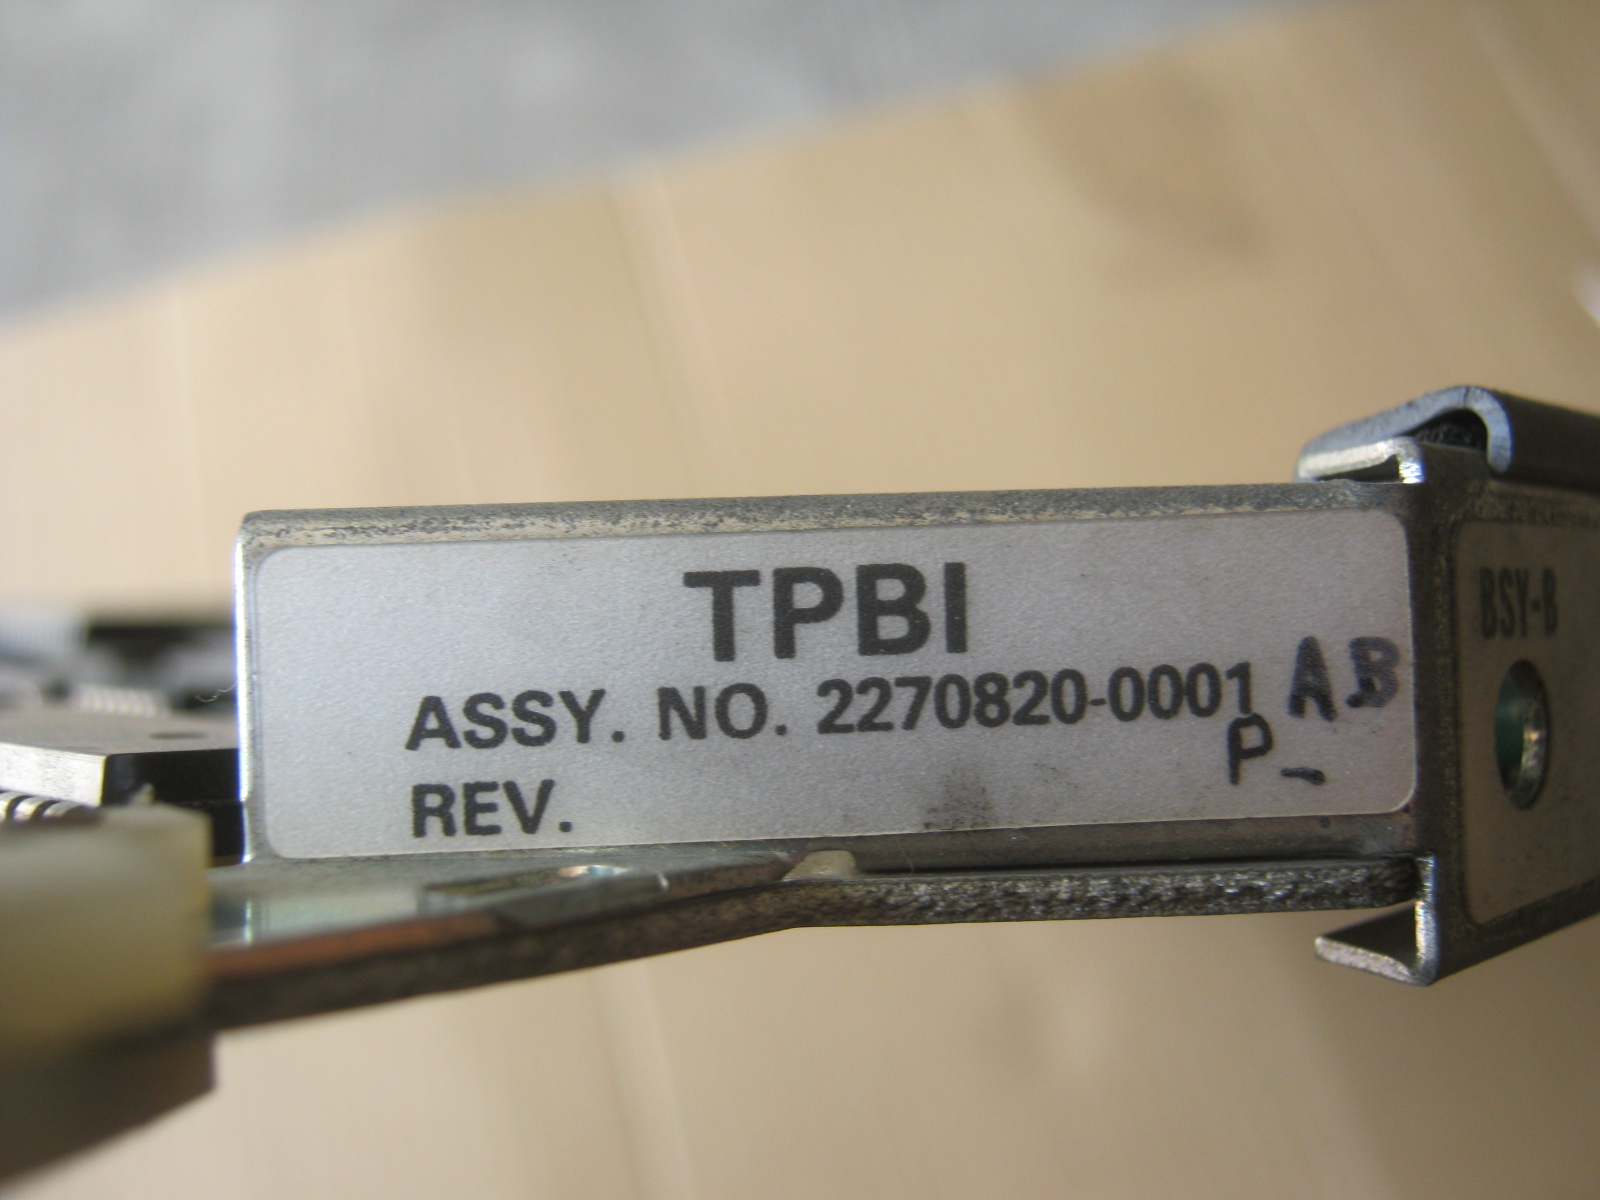 TPBI
ASSY. NO. 2270820-0001 AB
P-
REV.
BSY-B